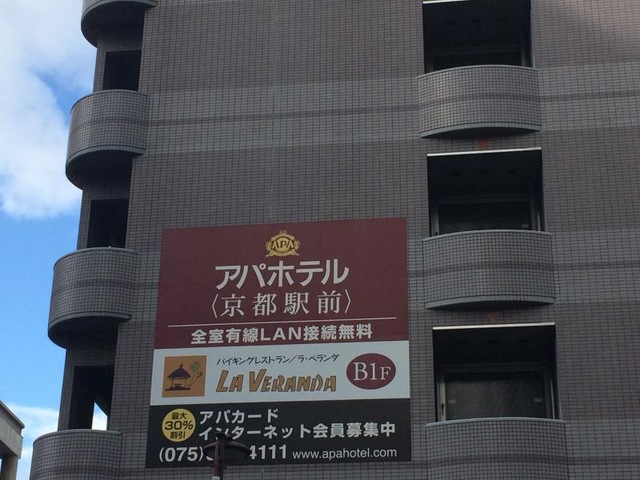 APA
アパホテル
〈京都駅前〉
全室有線LAN接続無料
バイキングレストラン/ラ・ベランダ
LA VERANDA
B1F
最大
30%
割引
アパカード
インターネット会員募集中
(075) 4111 www.apahotel.com